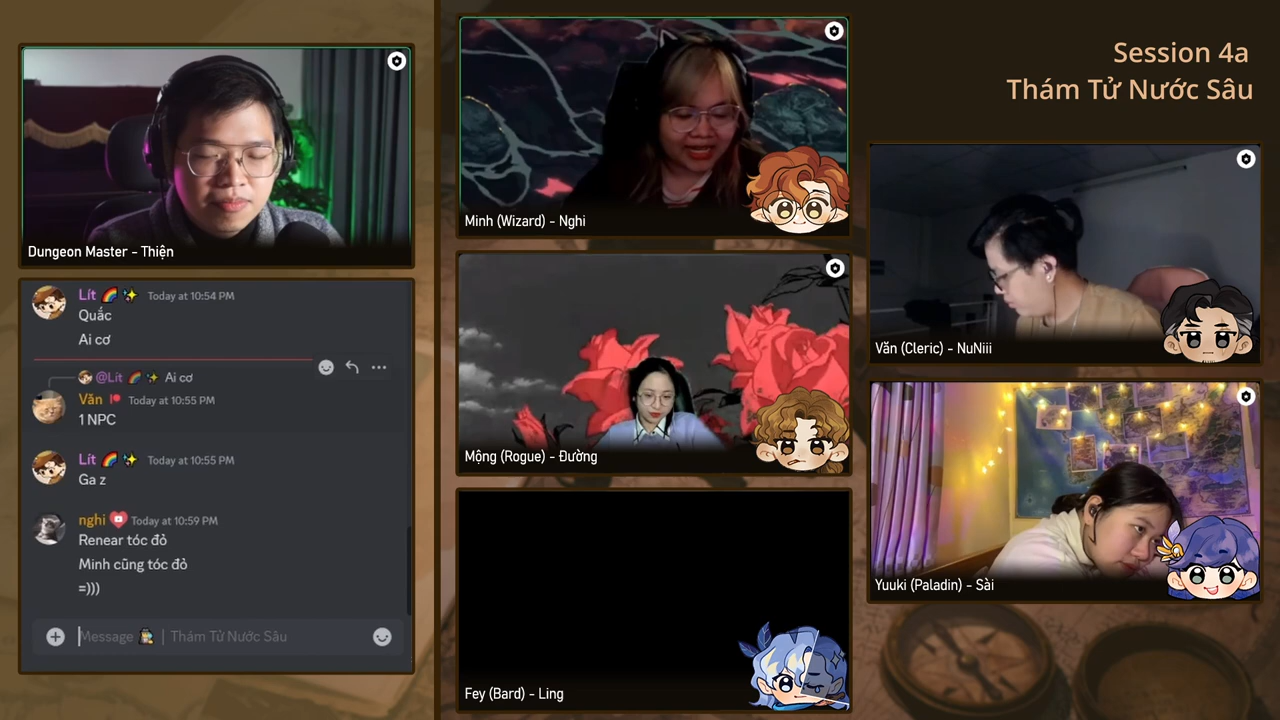 Session 4a
Thám Tử Nước Sâu
Dungeon Master - Thiện
Lít Today at 10:54 PM
Quắc
Ai cơ
@Lít Ai cơ
Văn Today at 10:55 PM
1 NPC
Lít Today at 10:55 PM
Ga z
nghi Today at 10:59 PM
Renear tóc đỏ
Minh cũng tóc đỏ
=)))
Message | Thám Tử Nước Sâu
Minh (Wizard) - Nghi
Mộng (Rogue) - Đường
Fey (Bard) - Ling
Văn (Cleric) - NuNiii
Yuuki (Paladin) - Sài